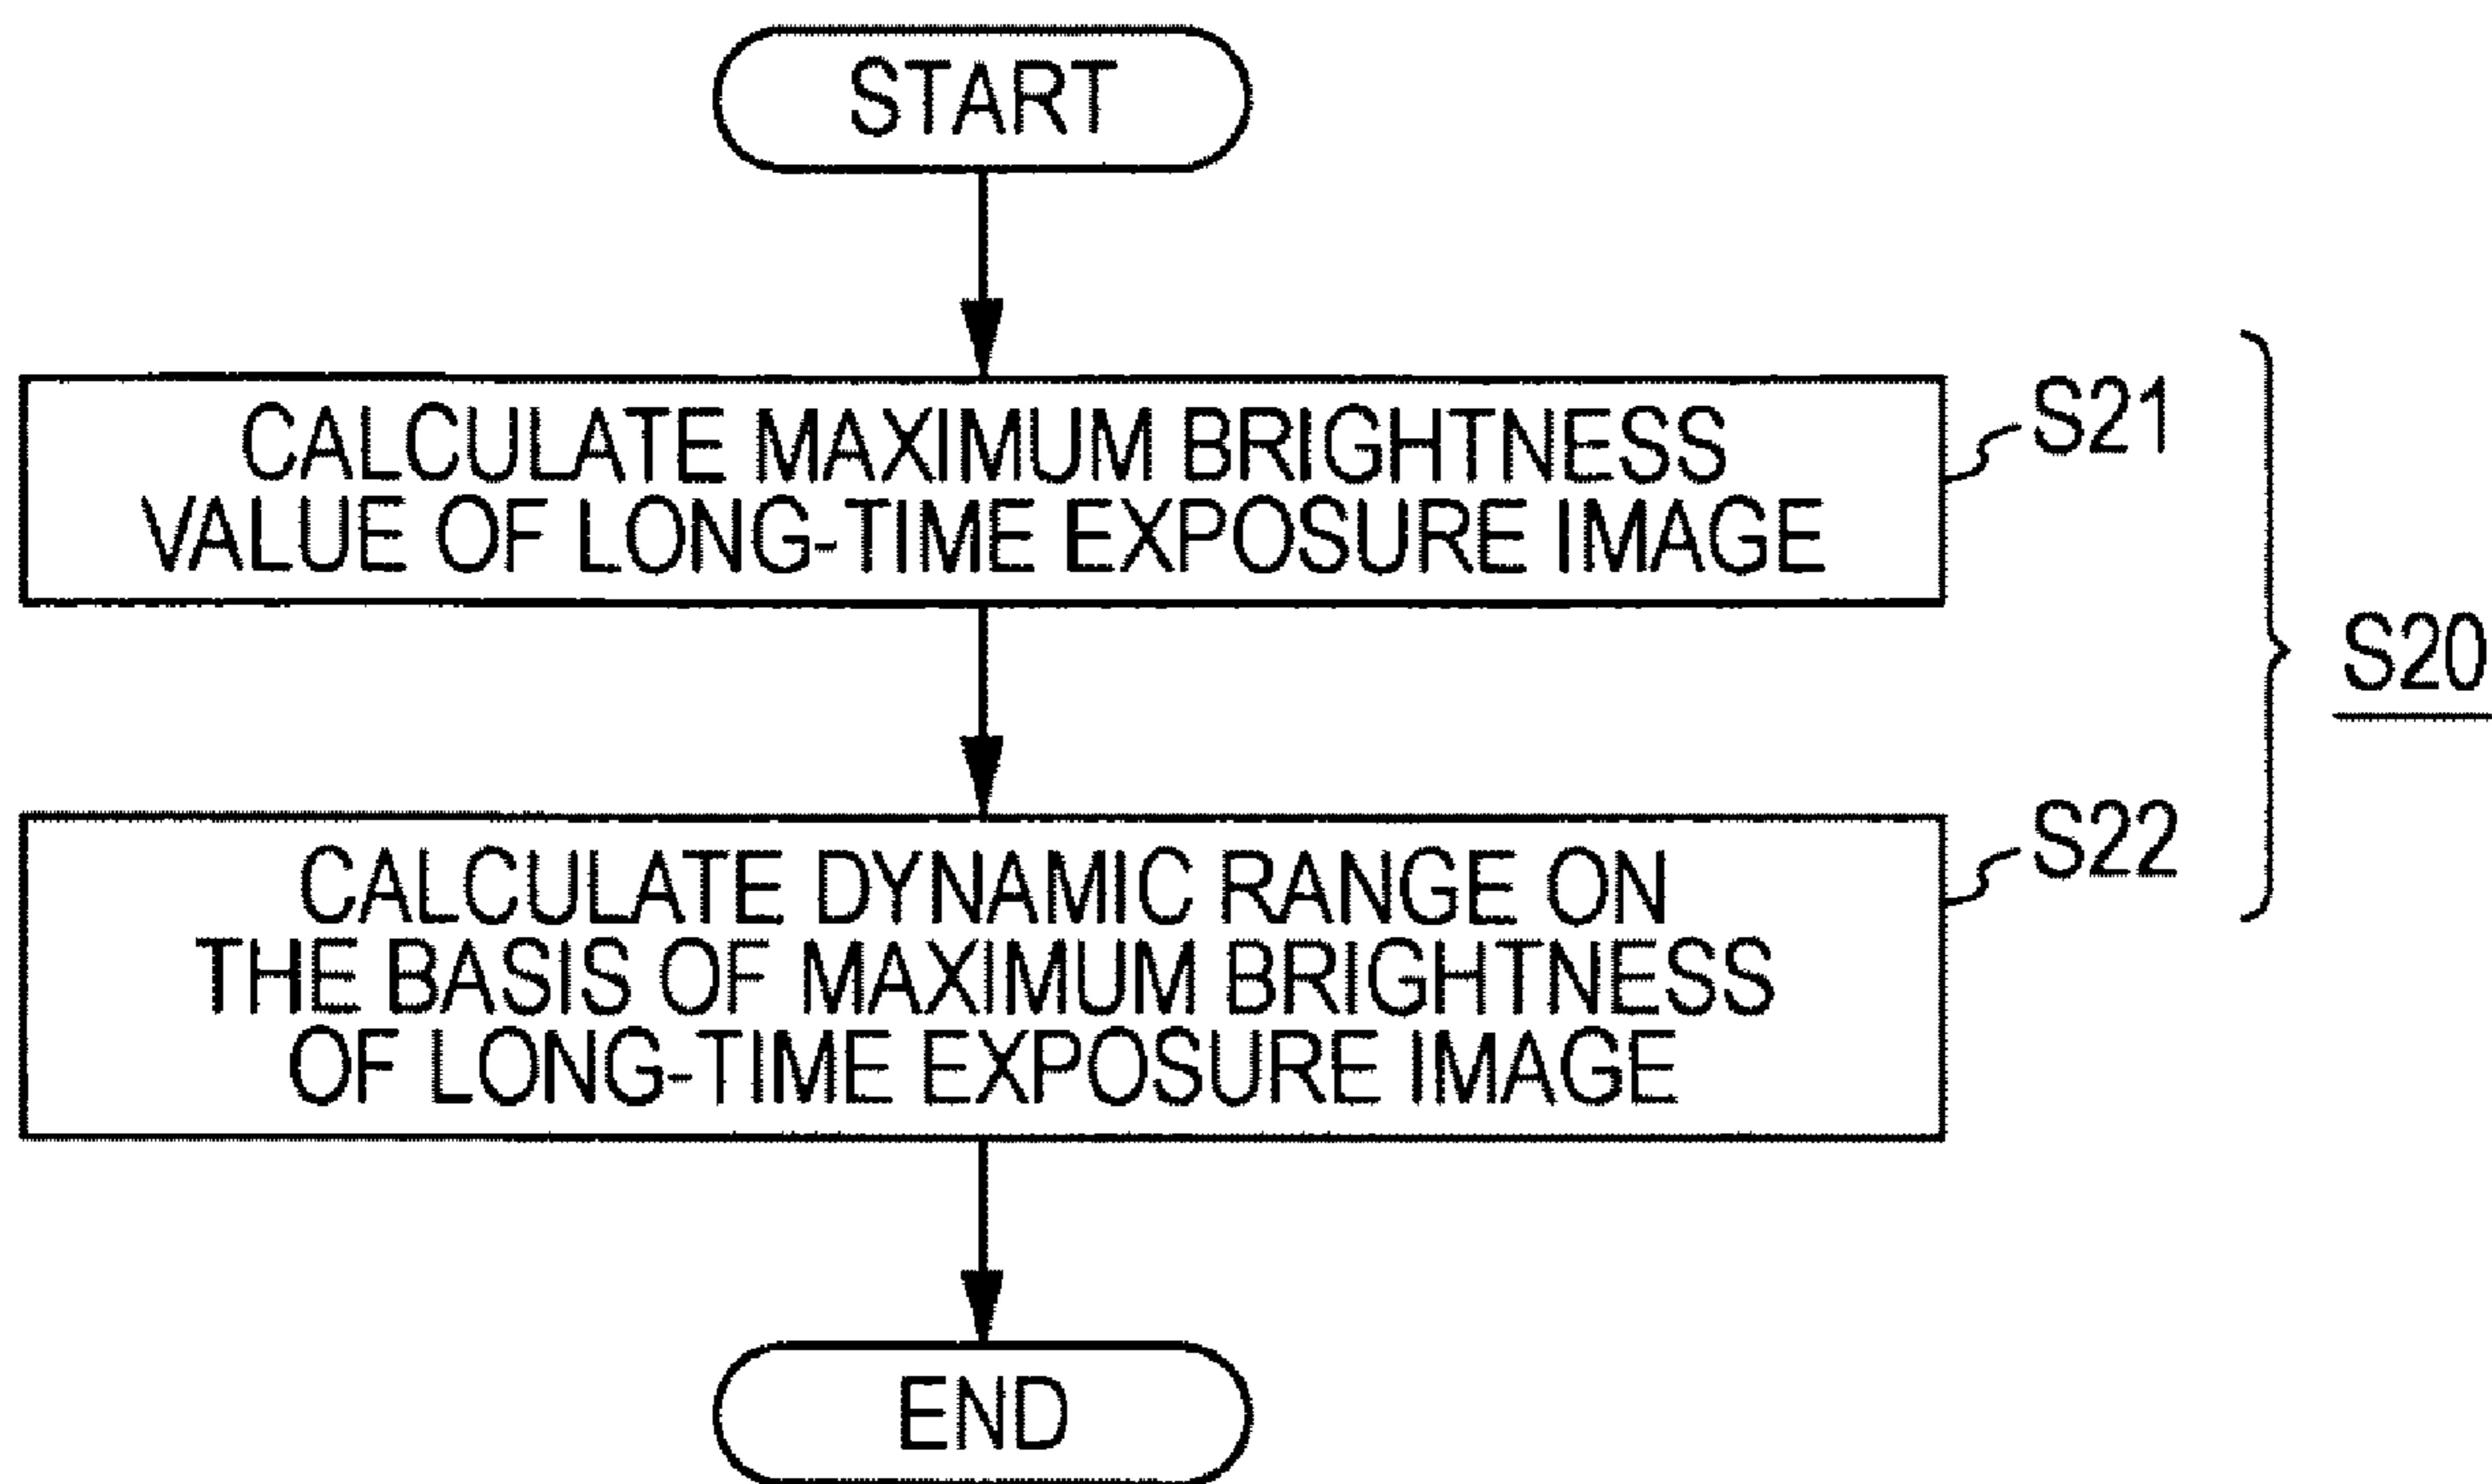 START
CALCULATE MAXIMUM BRIGHTNESS
VALUE OF LONG-TIME EXPOSURE IMAGE
S21
S20
CALCULATE DYNAMIC RANGE ON
THE BASIS OF MAXIMUM BRIGHTNESS
OF LONG-TIME EXPOSURE IMAGE
S22
END